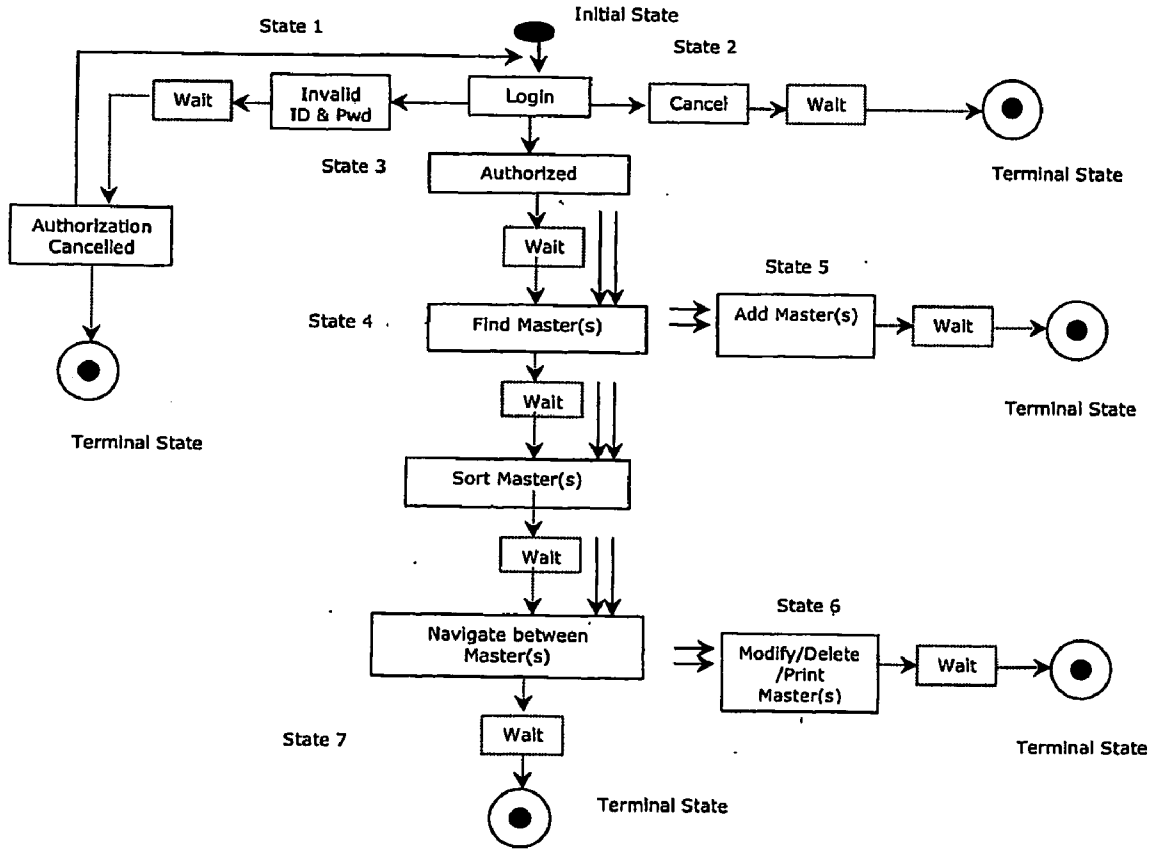 Initial State
State 1
State 2
Wait
Invalid
ID & Pwd
Login
Cancel
Wait
Terminal State
State 3
Authorized
Authorization
Cancelled
Wait
State 5
State 4
Find Master(s)
Add Master(s)
Wait
Wait
Terminal State
Terminal State
Sort Master(s)
Wait
State 6
Navigate between
Master(s)
Modify/Delete
/Print
Master(s)
Wait
State 7
Wait
Terminal State
Terminal State